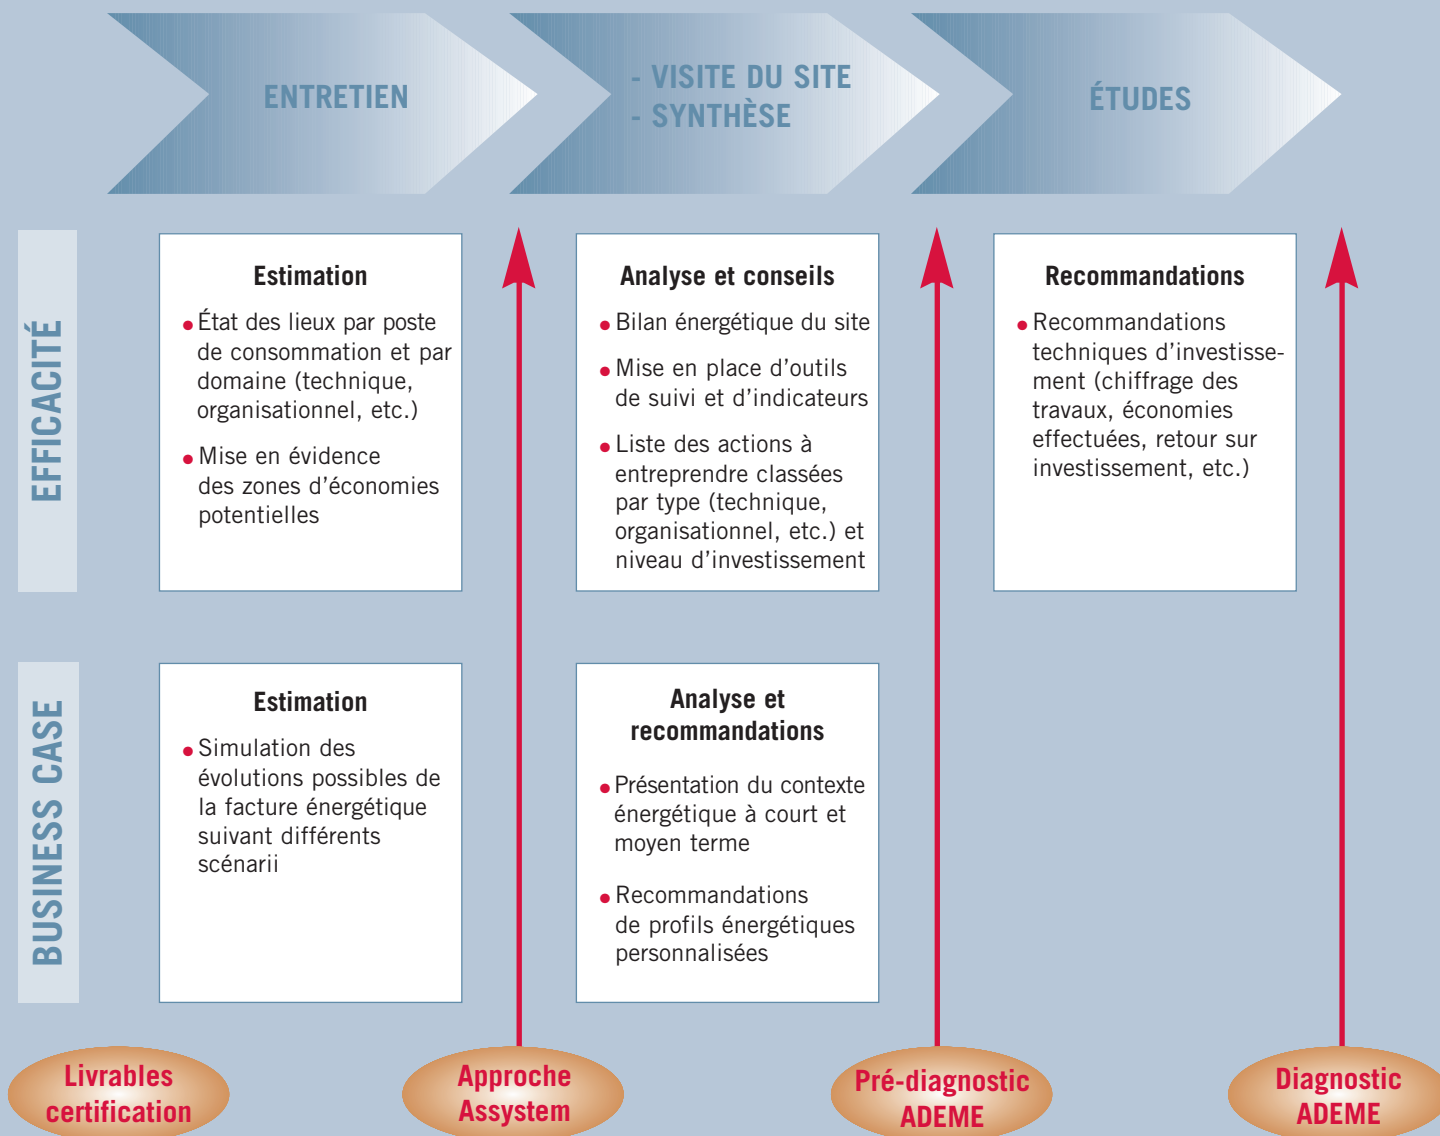 ENTRETIEN
- VISITE DU SITE
- SYNTHÈSE
ÉTUDES
EFFICACITÉ
Estimation
• État des lieux par poste
de consommation et par
domaine (technique,
organisationnel, etc.)
• Mise en évidence
des zones d’économies
potentielles
Analyse et conseils
• Bilan énergétique du site
• Mise en place d’outils
de suivi et d’indicateurs
• Liste des actions à
entreprendre classées
par type (technique,
organisationnel, etc.) et
niveau d’investissement
Recommandations
• Recommandations
techniques d’investisse-
ment (chiffrage des
travaux, économies
effectuées, retour sur
investissement, etc.)
BUSINESS CASE
Estimation
• Simulation des
évolutions possibles de
la facture énergétique
suivant différents
scénarii
Analyse et
recommandations
• Présentation du contexte
énergétique à court et
moyen terme
• Recommandations
de profils énergétiques
personnalisées
Livrables
certification
Approche
Assystem
Pré-diagnostic
ADEME
Diagnostic
ADEME